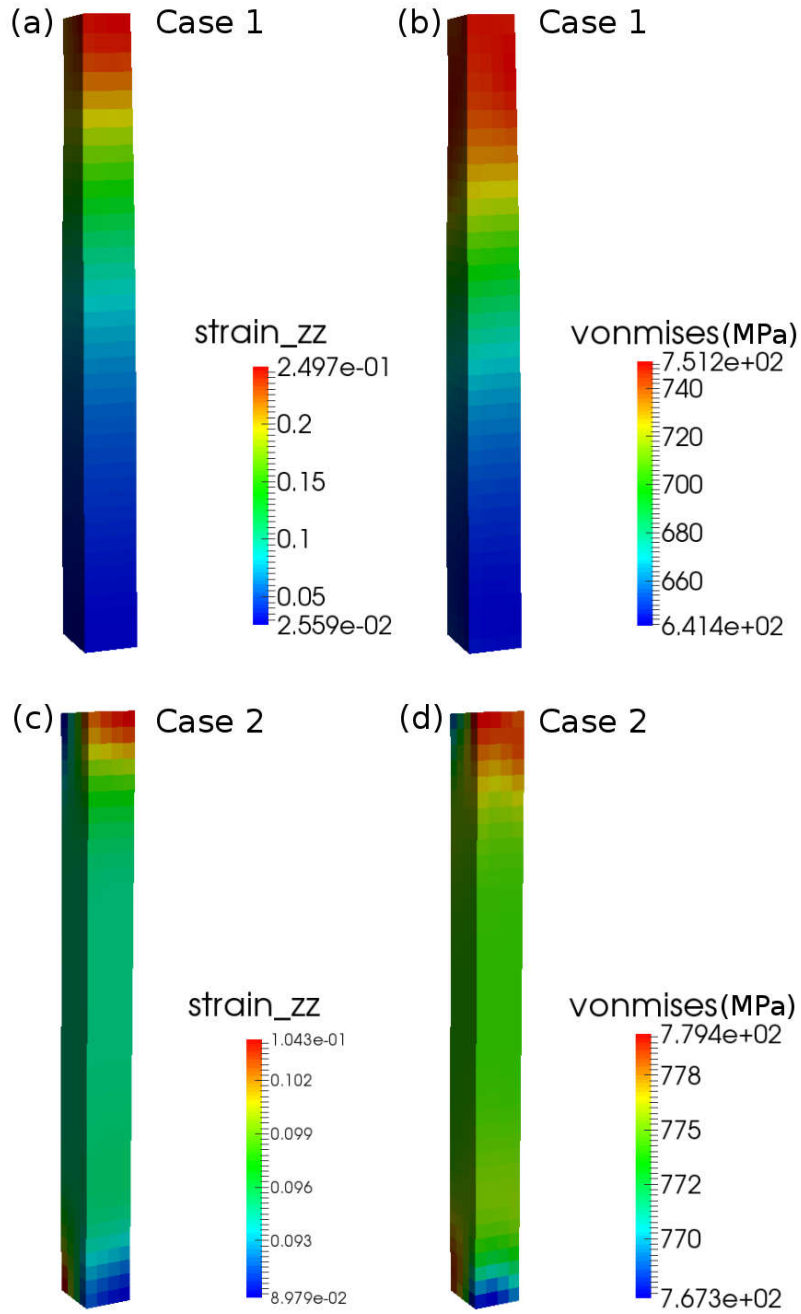 (a) Case 1
(b) Case 1
strain_zz
2.497e-01
0.2
0.15
0.1
0.05
2.559e-02
vonmises(MPa)
7.512e+02
740
720
700
680
660
6.414e+02
(c) Case 2
(d) Case 2
strain_zz
1.043e-01
0.102
0.099
0.096
0.093
8.979e-02
vonmises(MPa)
7.794e+02
778
775
772
770
7.673e+02